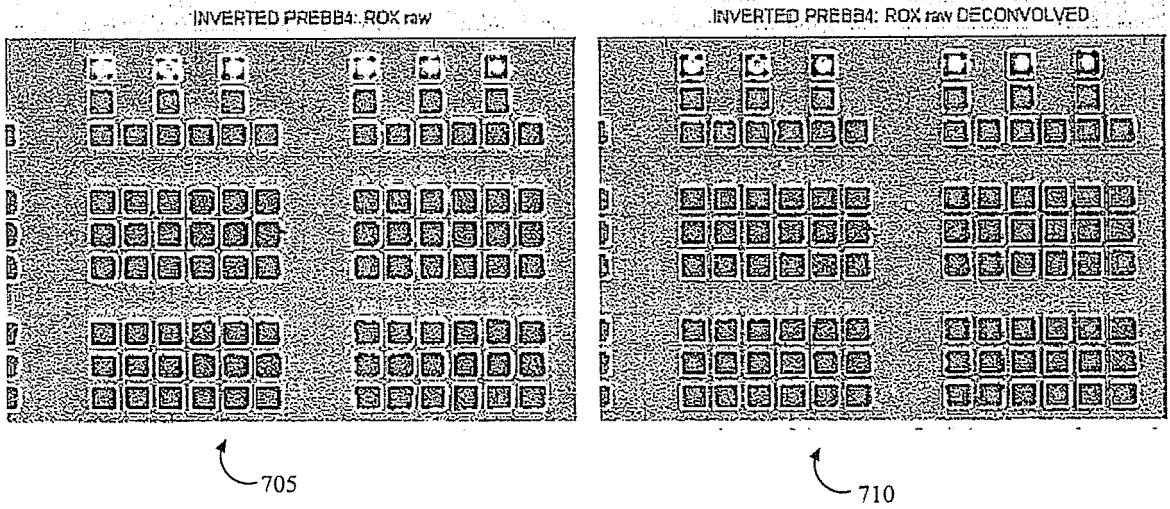 INVERTED PREBB4: ROX raw
INVERTED PREBB4: ROX raw DECONVOLVED
705
710